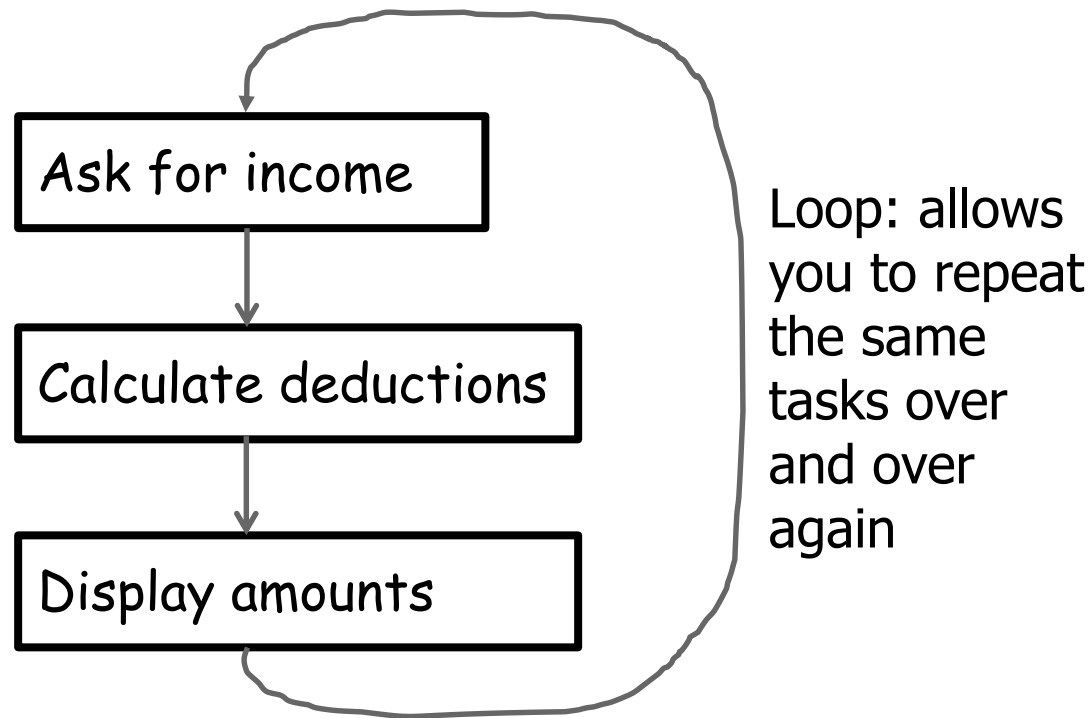 Ask for income
Calculate deductions
Display amounts
Loop: allows
you to repeat
the same
tasks over
and over
again